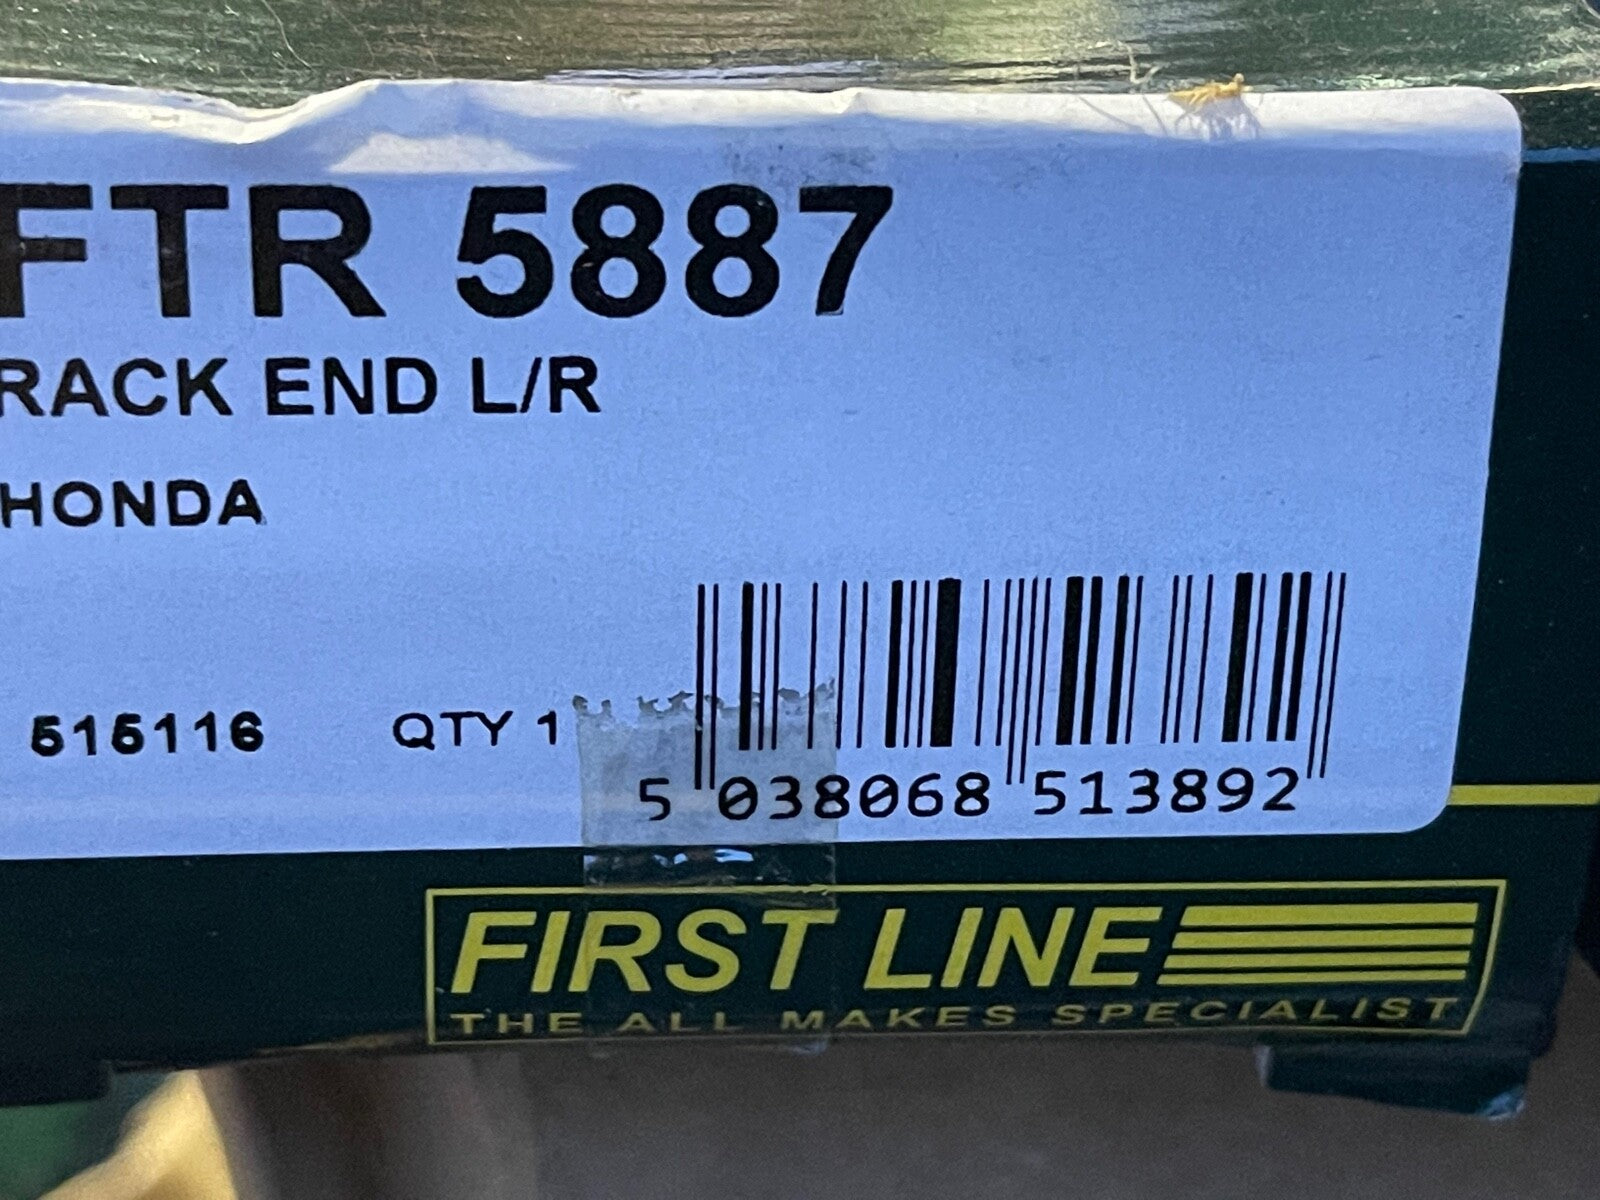 FTR 5887
RACK END L/R
HONDA
515116 QTY 1
5 038068 513892
FIRST LINE
THE ALL MAKES SPECIALIST